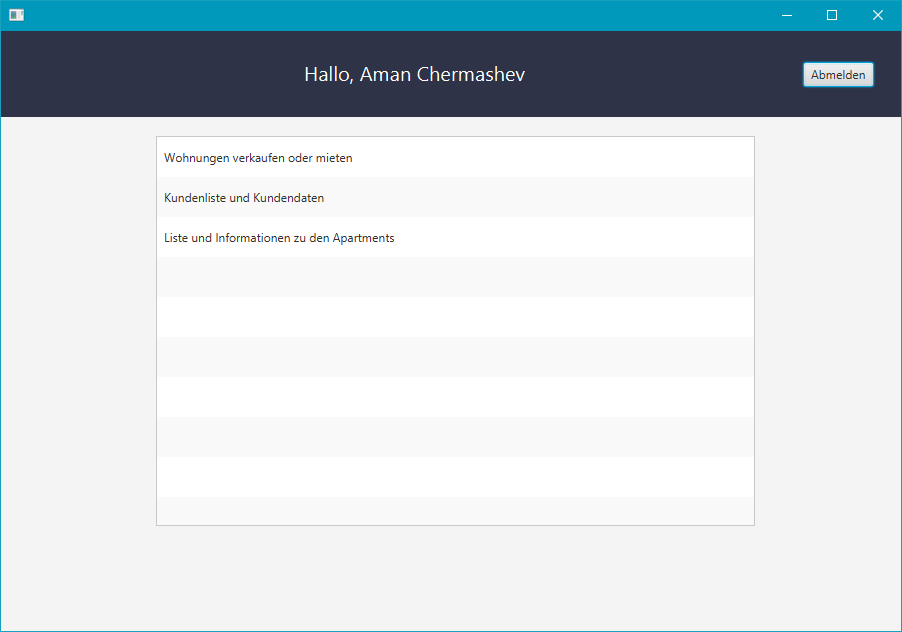 Hallo, Aman Chermashev
Abmelden
Wohnungen verkaufen oder mieten
Kundenliste und Kundendaten
Liste und Informationen zu den Apartments